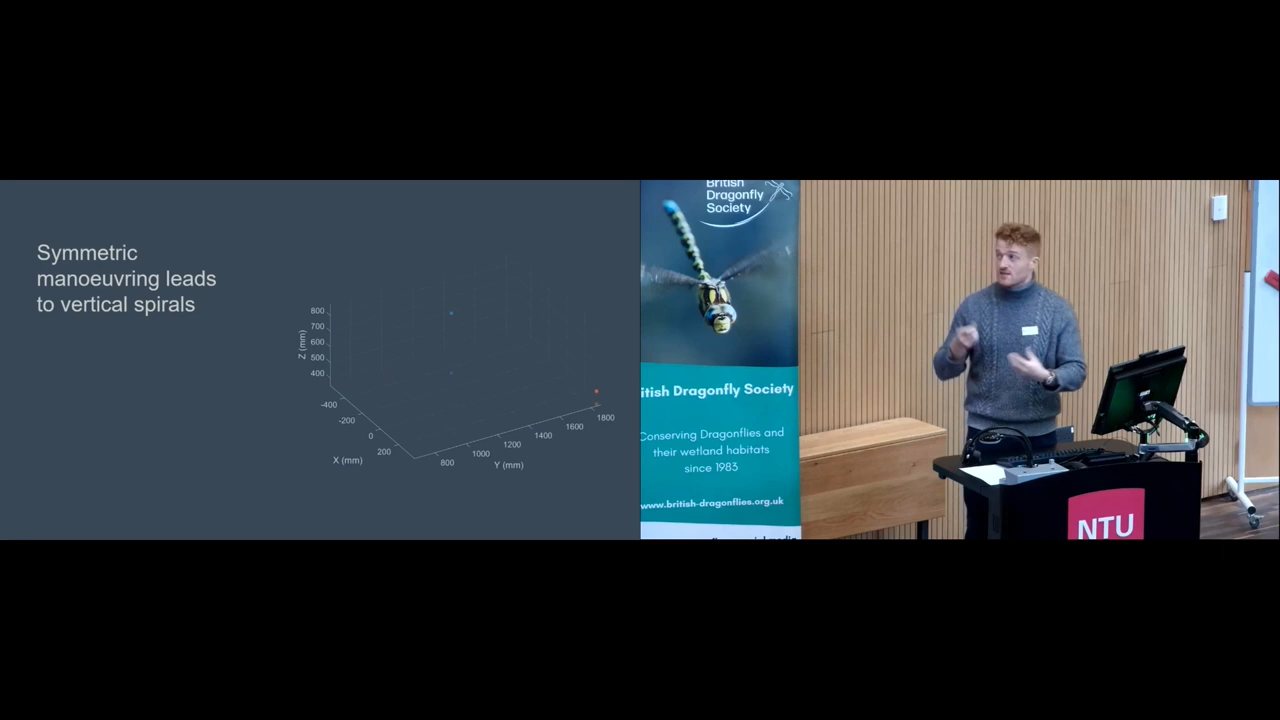 Symmetric
manoeuvring leads
to vertical spirals
800
700
600
500
400
Z (mm)
-400
-200
0
200
X (mm)
800
1000
1200
1400
1600
1800
Y (mm)
British
Dragonfly
Society
itish Dragonfly Society
Conserving Dragonflies and
their wetland habitats
since 1983
www.british-dragonflies.org.uk
NTU